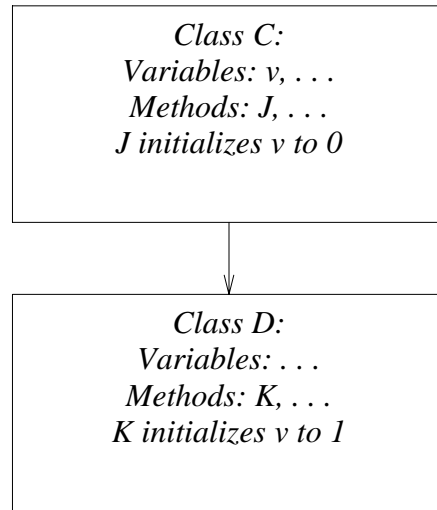 Class C:
Variables: v, . . .
Methods: J, . . .
J initializes v to 0
Class D:
Variables: . . .
Methods: K, . . .
K initializes v to 1